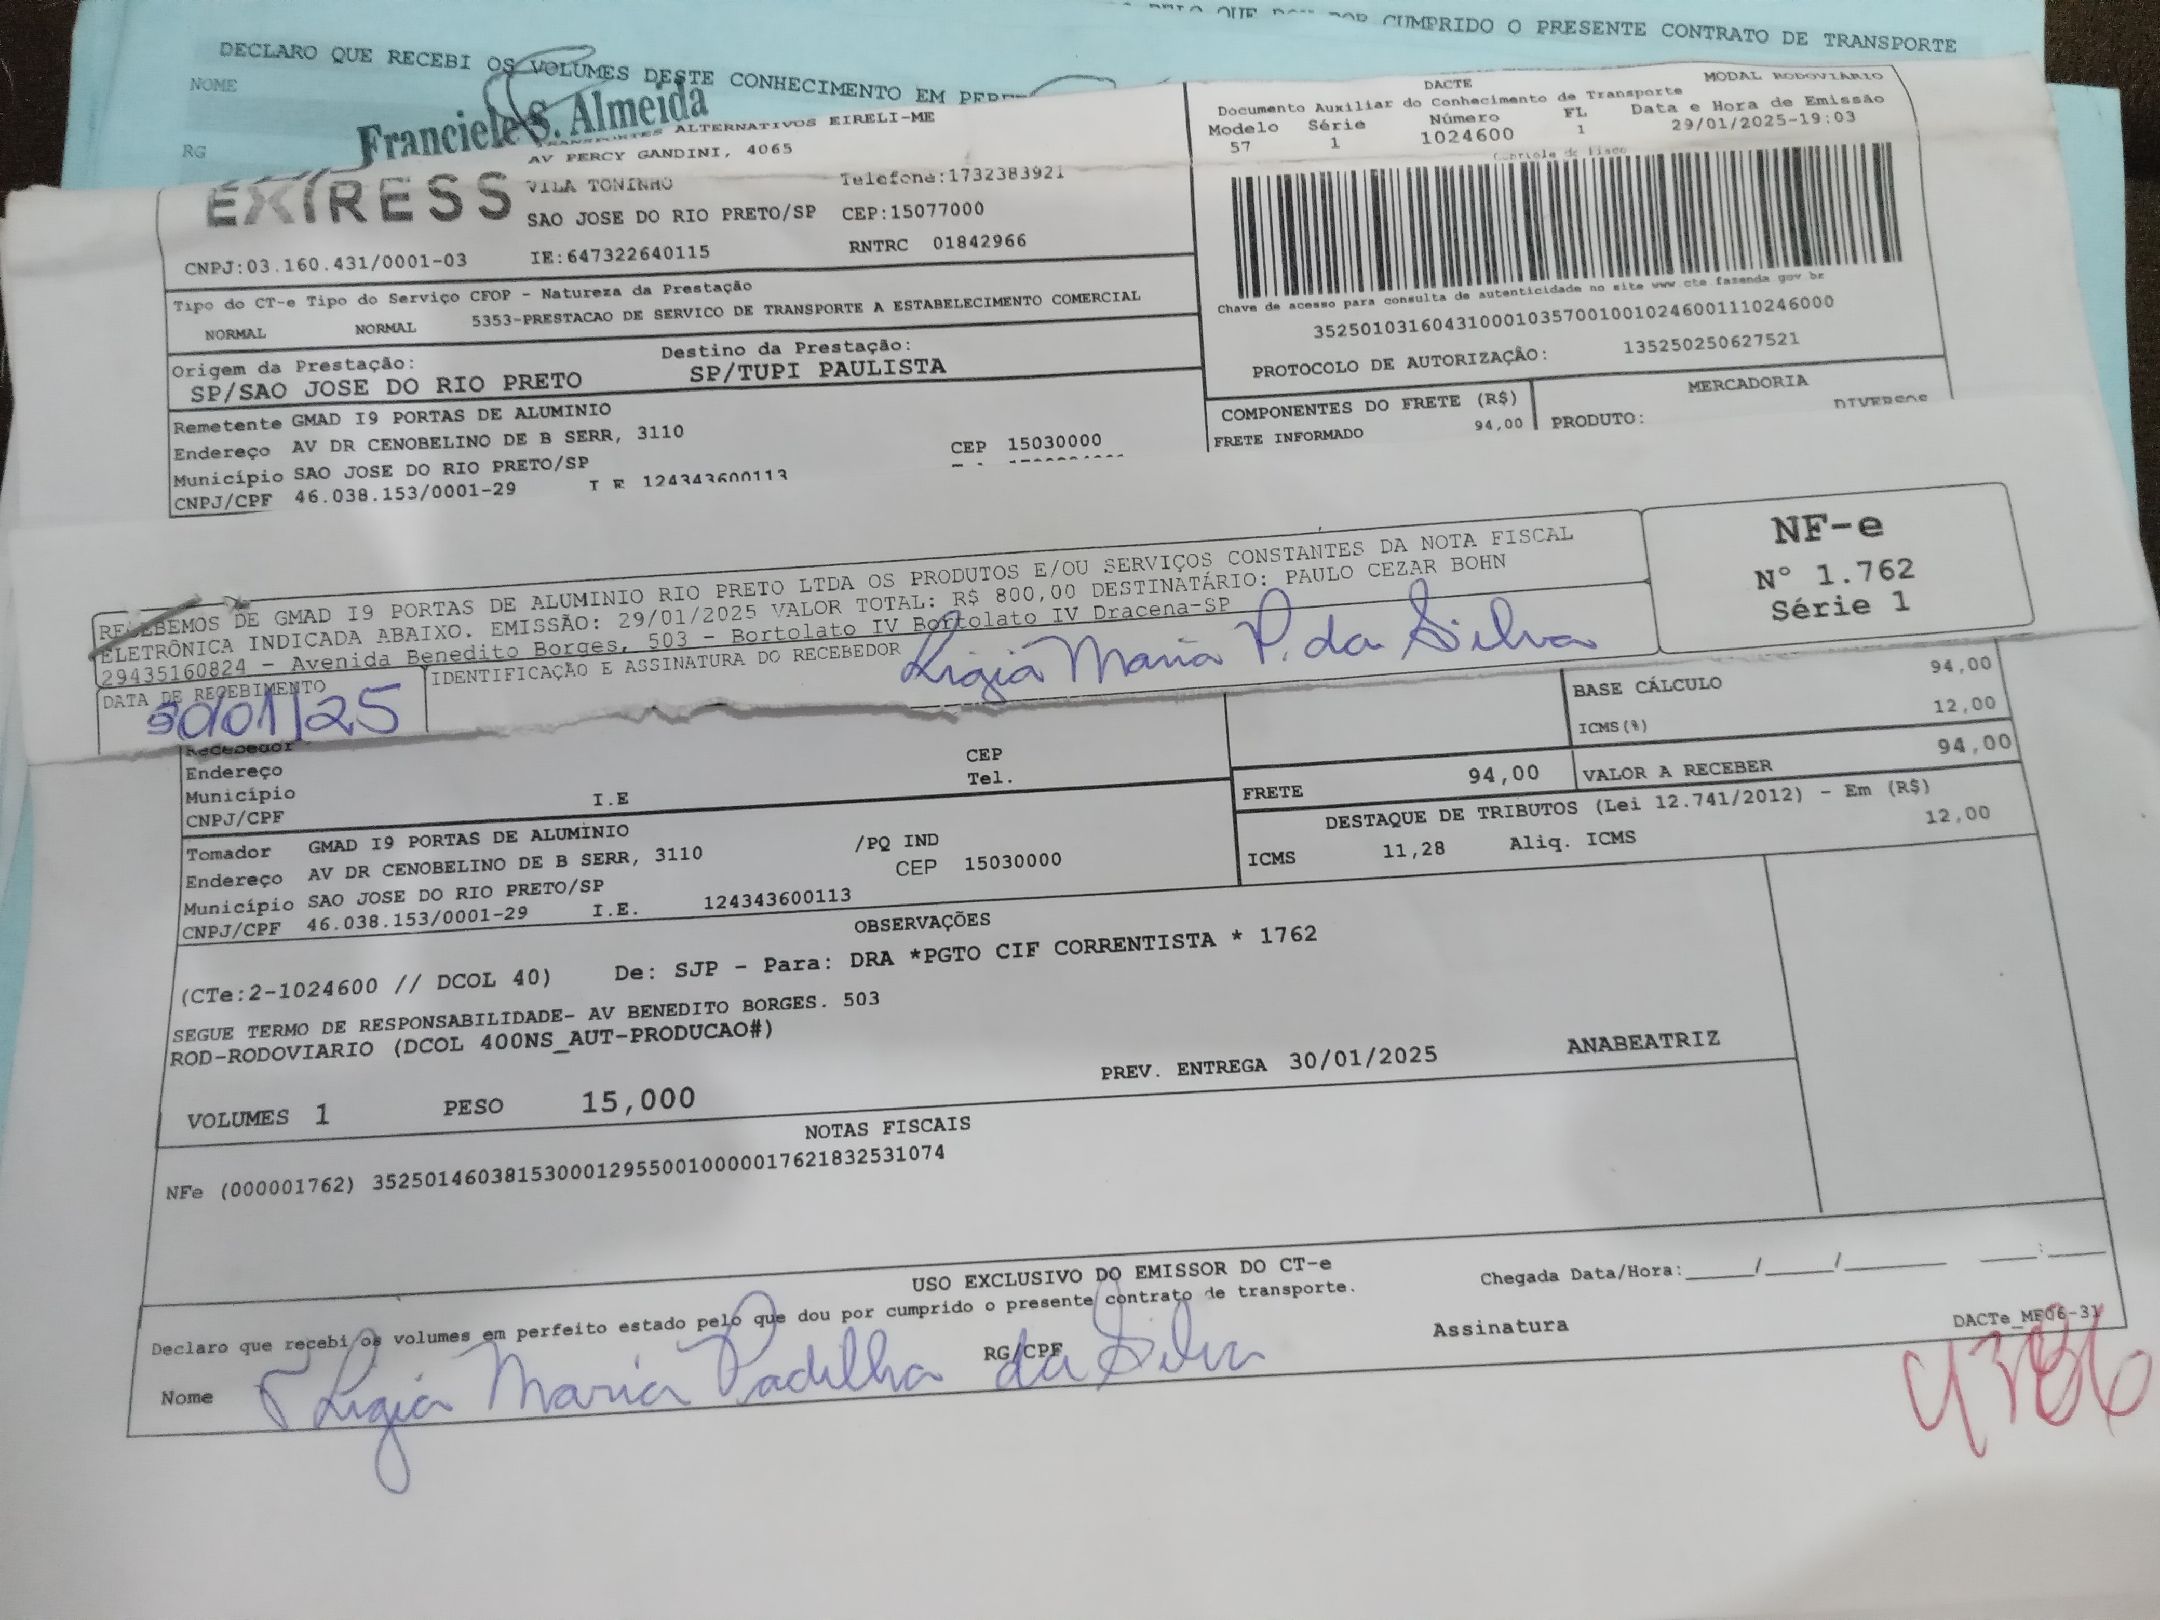 CUMPRIDO O PRESENTE CONTRATO DE TRANSPORTE
DECLARO QUE RECEBI OS VOLUMES DESTE CONHECIMENTO EM
NOME
Franciele S. Almeida
RG
ALTERNATIVOS EIRELI-ME
AV PERCY GANDINI, 4065
VILA TONINHO Telefone:1732383921
SAO JOSE DO RIO PRETO/SP CEP:15077000
CNPJ:03.160.431/0001-03 IE:647322640115 RNTRC 01842966
DACTE MODAL RODOVIÁRIO
Documento Auxiliar do Conhecimento de Transporte
Modelo Série Número FL Data e Hora de Emissão
57 1 1024600 1 29/01/2025-19:03
Controle do Fisco
Chave de acesso para consulta de autenticidade no site www.cte.fazenda.gov.br
35250103160431000103570010010246001110246000
PROTOCOLO DE AUTORIZAÇÃO: 135250250627521
Tipo do CT-e Tipo do Serviço CFOP - Natureza da Prestação
NORMAL NORMAL 5353-PRESTACAO DE SERVICO DE TRANSPORTE A ESTABELECIMENTO COMERCIAL
Origem da Prestação: Destino da Prestação:
SP/SAO JOSE DO RIO PRETO SP/TUPI PAULISTA
Remetente GMAD I9 PORTAS DE ALUMINIO
Endereço AV DR CENOBELINO DE B SERR, 3110 CEP 15030000
Município SAO JOSE DO RIO PRETO/SP
CNPJ/CPF 46.038.153/0001-29 I E 124343600113
COMPONENTES DO FRETE (R$) MERCADORIA
FRETE INFORMADO 94,00 PRODUTO: DIVERSOS
RECEBEMOS DE GMAD I9 PORTAS DE ALUMINIO RIO PRETO LTDA OS PRODUTOS E/OU SERVIÇOS CONSTANTES DA NOTA FISCAL
ELETRÔNICA INDICADA ABAIXO. EMISSÃO: 29/01/2025 VALOR TOTAL: R$ 800,00 DESTINATÁRIO: PAULO CEZAR BOHN
29435160824 - Avenida Benedito Borges, 503 - Bortolato IV Bortolato IV Dracena-SP
DATA DE RECEBIMENTO IDENTIFICAÇÃO E ASSINATURA DO RECEBEDOR
30/01/25 Ligia Maria P. da Silva
NF-e
Nº 1.762
Série 1
BASE CÁLCULO 94,00
ICMS(%) 12,00
FRETE 94,00 VALOR A RECEBER 94,00
DESTAQUE DE TRIBUTOS (Lei 12.741/2012) - Em (R$)
ICMS 11,28 Aliq. ICMS 12,00
Recebedor
Endereço CEP
Município Tel.
CNPJ/CPF I.E
Tomador GMAD I9 PORTAS DE ALUMINIO
Endereço AV DR CENOBELINO DE B SERR, 3110 /PQ IND
Município SAO JOSE DO RIO PRETO/SP CEP 15030000
CNPJ/CPF 46.038.153/0001-29 I.E. 124343600113
OBSERVAÇÕES
(CTe:2-1024600 // DCOL 40) De: SJP - Para: DRA *PGTO CIF CORRENTISTA * 1762
SEGUE TERMO DE RESPONSABILIDADE- AV BENEDITO BORGES. 503
ROD-RODOVIARIO (DCOL 400NS_AUT-PRODUCAO#)
PREV. ENTREGA 30/01/2025 ANABEATRIZ
VOLUMES 1 PESO 15,000
NOTAS FISCAIS
NFe (000001762) 35250146038153000129550010000017621832531074
USO EXCLUSIVO DO EMISSOR DO CT-e
Declaro que recebi os volumes em perfeito estado pelo que dou por cumprido o presente contrato de transporte.
Chegada Data/Hora:_____/_____/_______ ____:____
Nome Ligia Maria Padilha da Silva RG/CPF Assinatura
DACTe_MF06-31